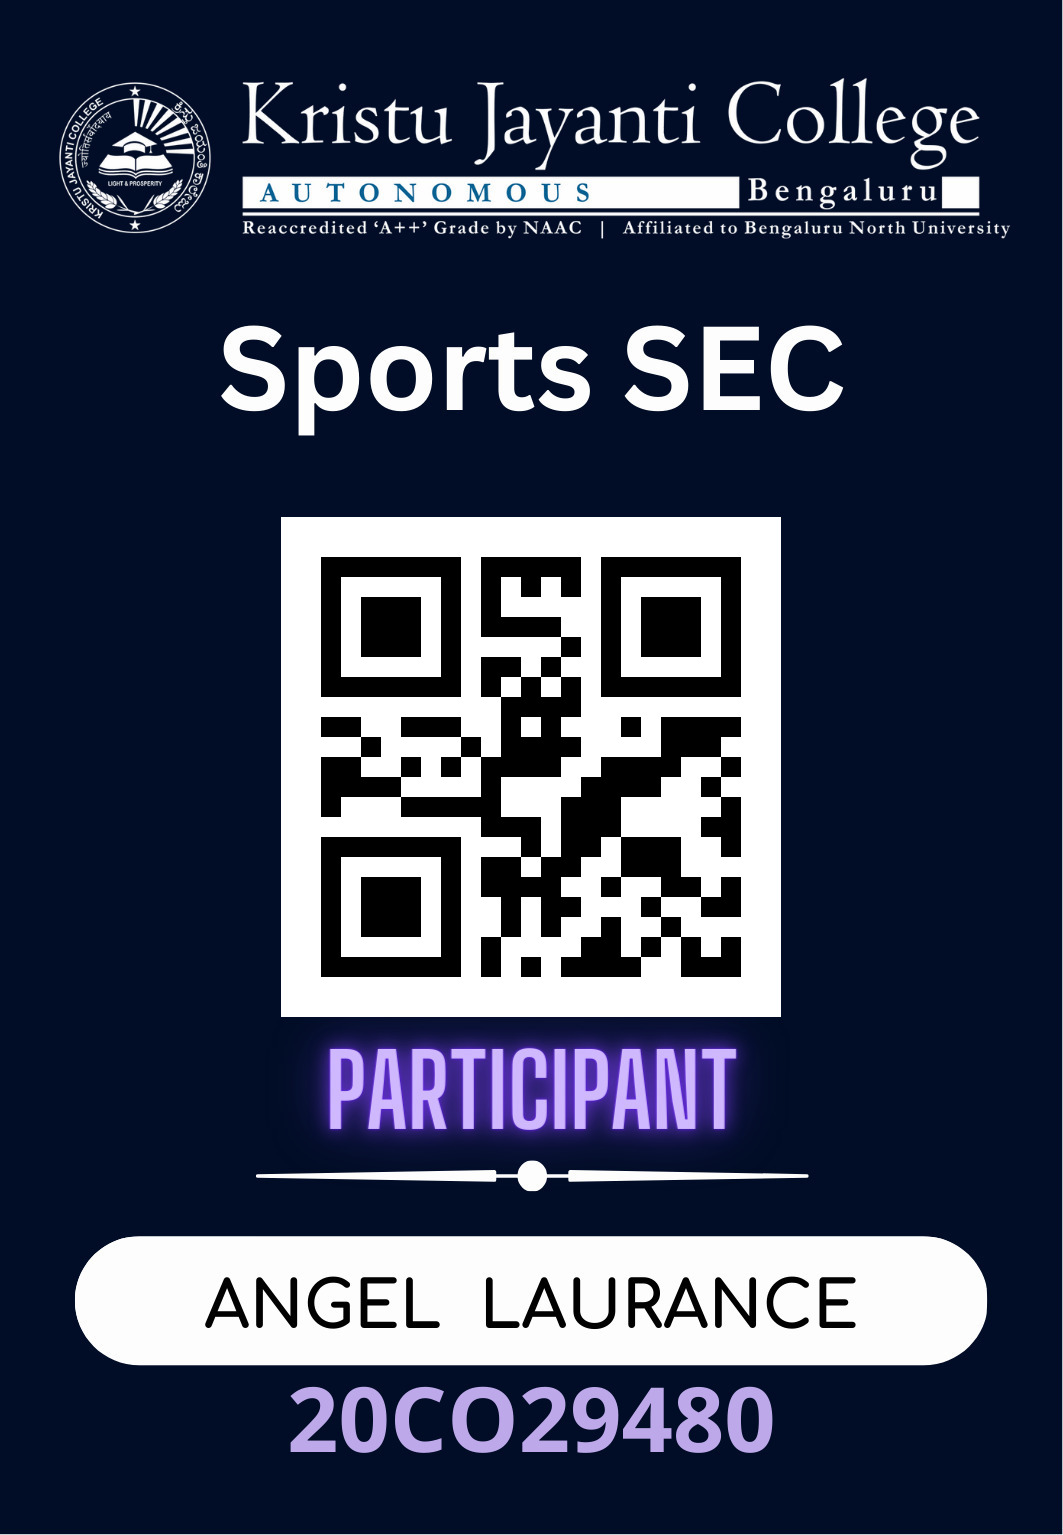 Kristu Jayanti College
AUTONOMOUS Bengaluru
Reaccredited ‘A++’ Grade by NAAC | Affiliated to Bengaluru North University
KRISTU JAYANTI COLLEGE
LIGHT & PROSPERITY
Sports SEC
PARTICIPANT
ANGEL LAURANCE
20CO29480